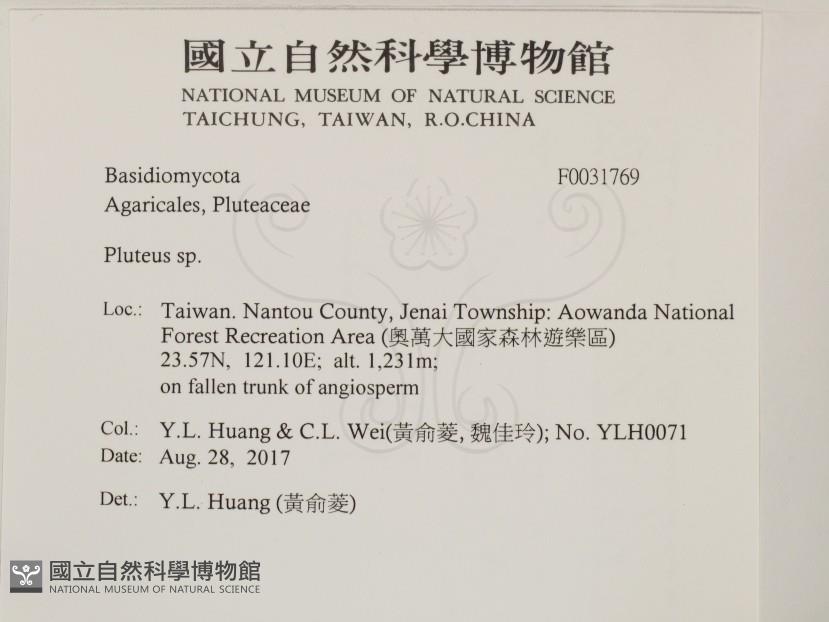 國立自然科學博物館
NATIONAL MUSEUM OF NATURAL SCIENCE
TAICHUNG, TAIWAN, R.O.CHINA
Basidiomycota F0031769
Agaricales, Pluteaceae
Pluteus sp.
Loc.: Taiwan. Nantou County, Jenai Township: Aowanda National
Forest Recreation Area (奧萬大國家森林遊樂區)
23.57N, 121.10E; alt. 1,231m;
on fallen trunk of angiosperm
Col.: Y.L. Huang & C.L. Wei(黃俞菱, 魏佳玲); No. YLH0071
Date: Aug. 28, 2017
Det.: Y.L. Huang (黃俞菱)
國立自然科學博物館
NATIONAL MUSEUM OF NATURAL SCIENCE